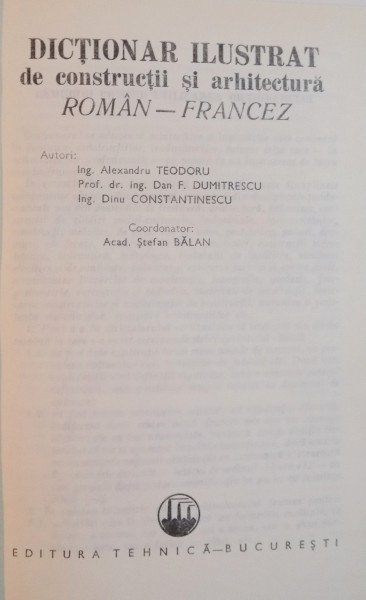 DICȚIONAR ILUSTRAT
de construcții și arhitectură
ROMÂN — FRANCEZ
Autori:
Ing. Alexandru TEODORU
Prof. dr. ing. Dan F. DUMITRESCU
Ing. Dinu CONSTANTINESCU
Coordonator:
Acad. Ștefan BĂLAN
EDITURA TEHNICĂ—BUCUREȘTI